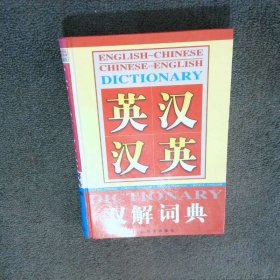 ENGLISH-CHINESE
CHINESE-ENGLISH
DICTIONARY
英汉
汉英
DICTIONARY
双解词典